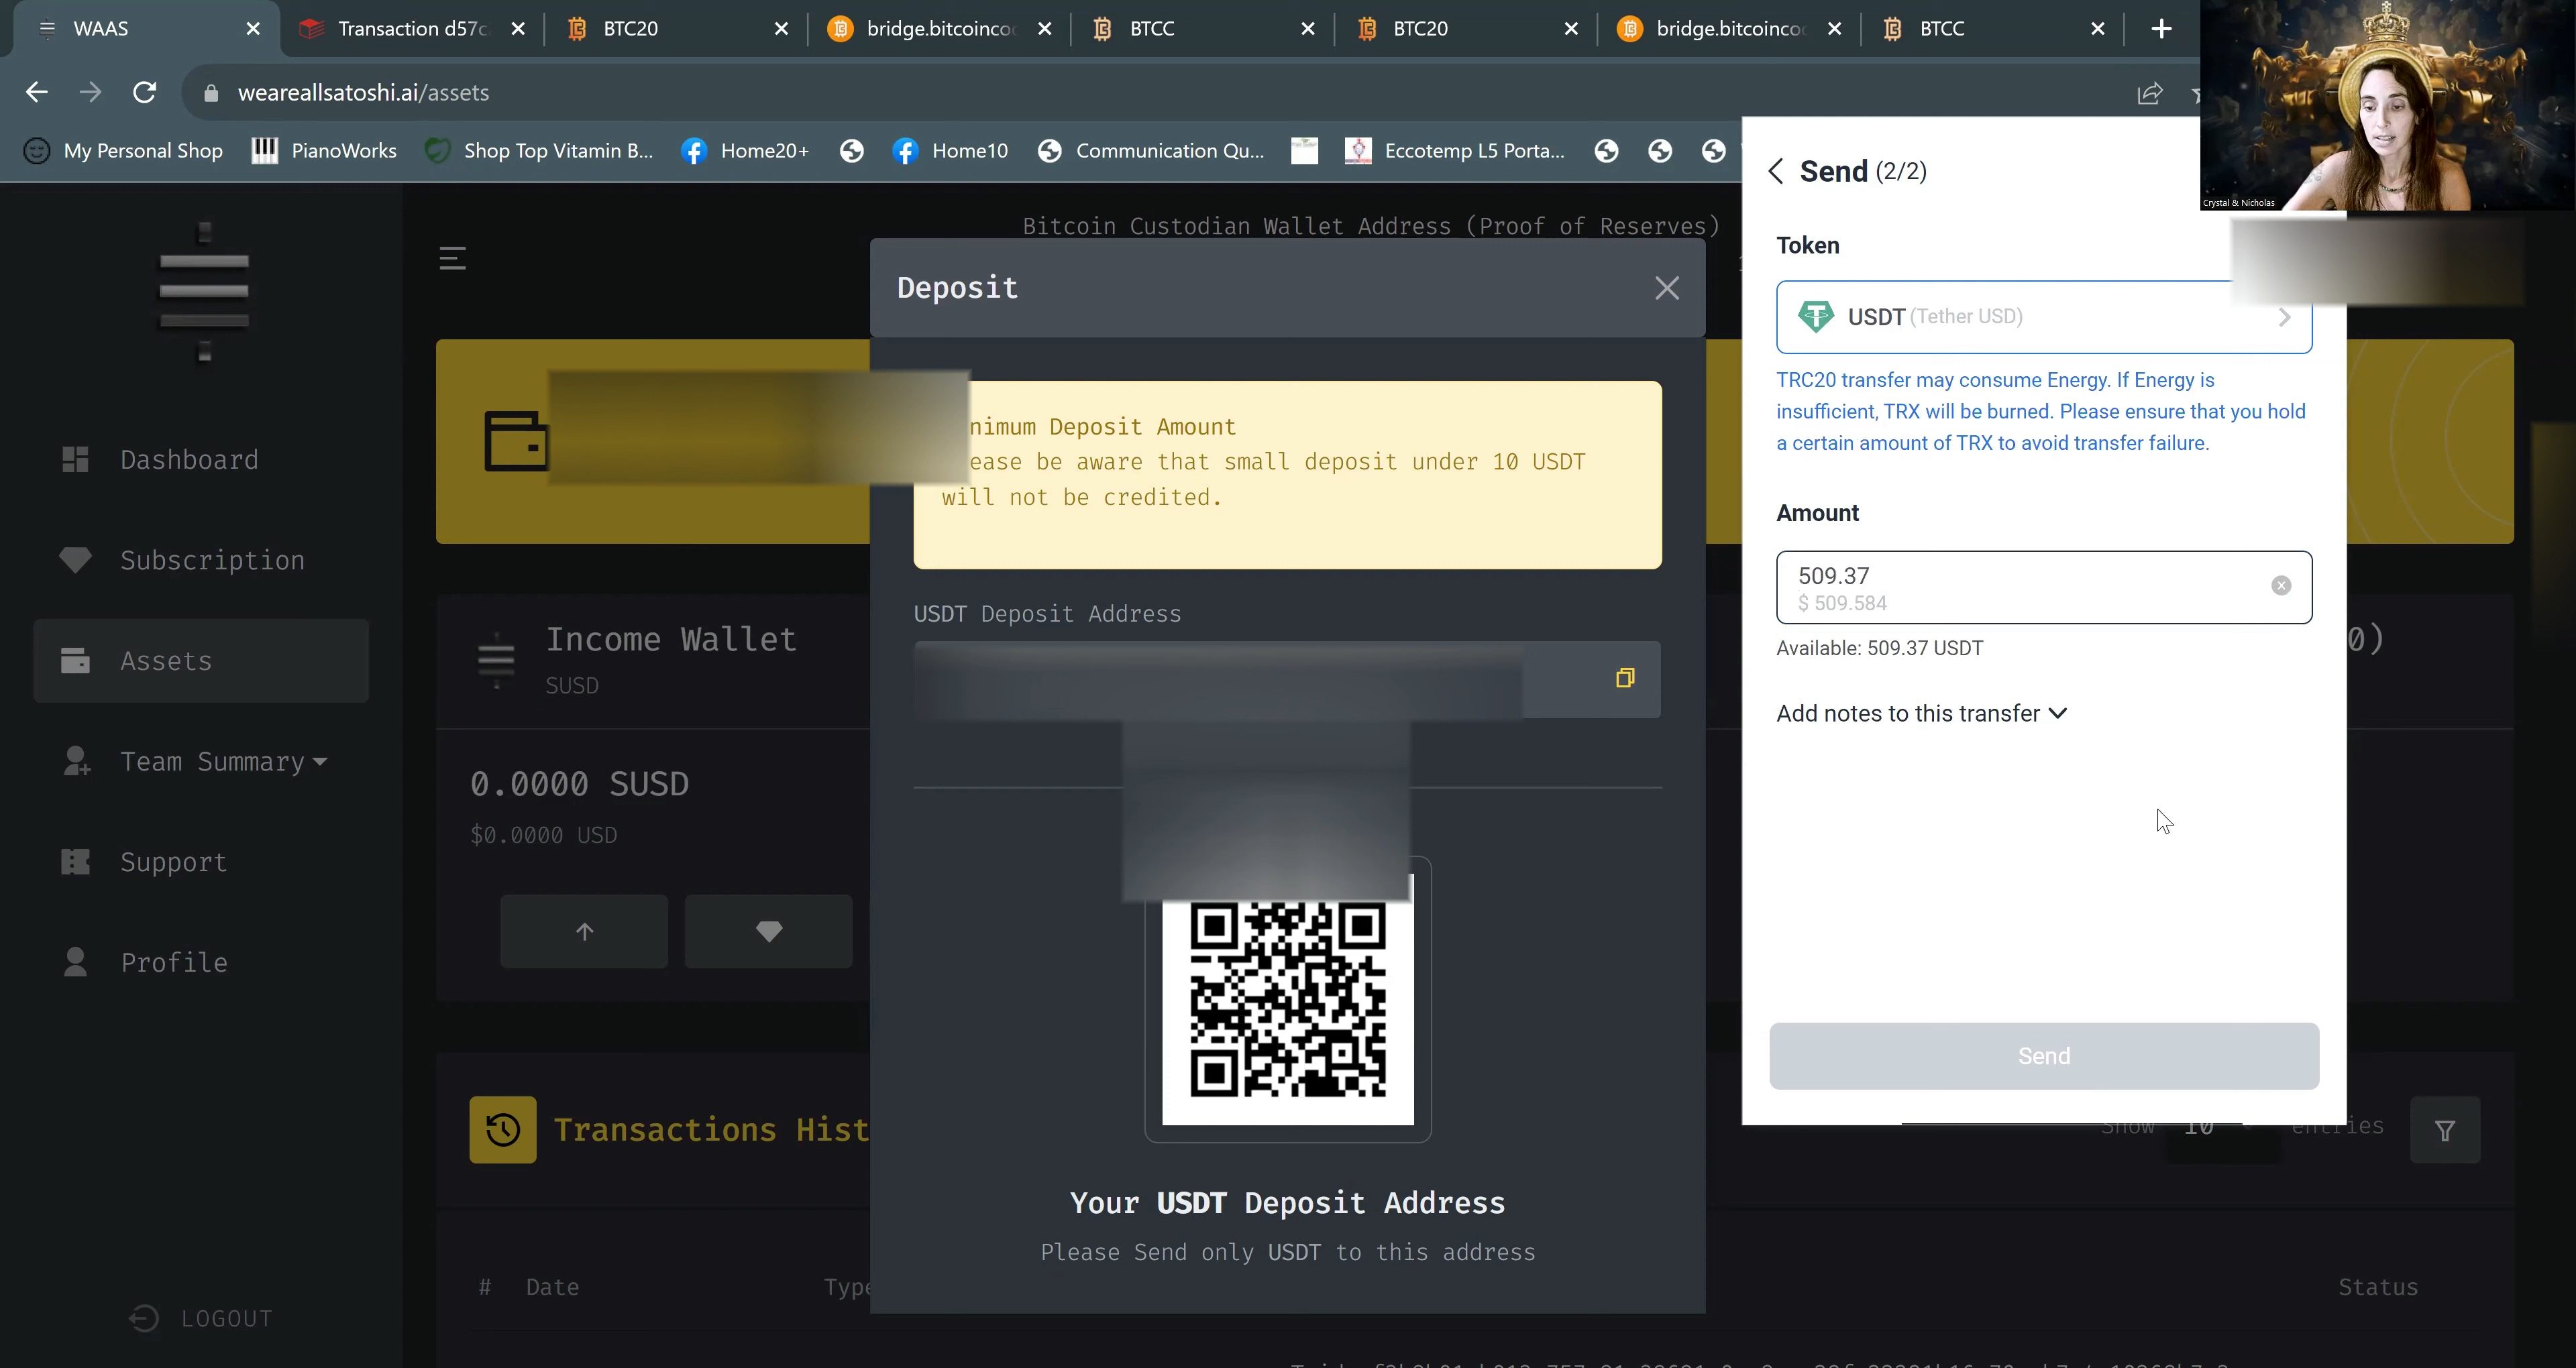 WAAS
Transaction d57c
BTC20
bridge.bitcoinco
BTCC
BTC20
bridge.bitcoinco
BTCC
weareallsatoshi.ai/assets
My Personal Shop
PianoWorks
Shop Top Vitamin B...
Home20+
Home10
Communication Qu...
Eccotemp L5 Porta...
Crystal & Nicholas
Dashboard
Subscription
Assets
Team Summary
Support
Profile
LOGOUT
Bitcoin Custodian Wallet Address (Proof of Reserves)
Income Wallet
SUSD
0.0000 SUSD
$0.0000 USD
Transactions Hist
# Date Type Status
Show 10 entries
Deposit
nimum Deposit Amount
ease be aware that small deposit under 10 USDT
will not be credited.
USDT Deposit Address
Your USDT Deposit Address
Please Send only USDT to this address
Send (2/2)
Token
USDT (Tether USD)
TRC20 transfer may consume Energy. If Energy is
insufficient, TRX will be burned. Please ensure that you hold
a certain amount of TRX to avoid transfer failure.
Amount
509.37
$ 509.584
Available: 509.37 USDT
Add notes to this transfer
Send
0)